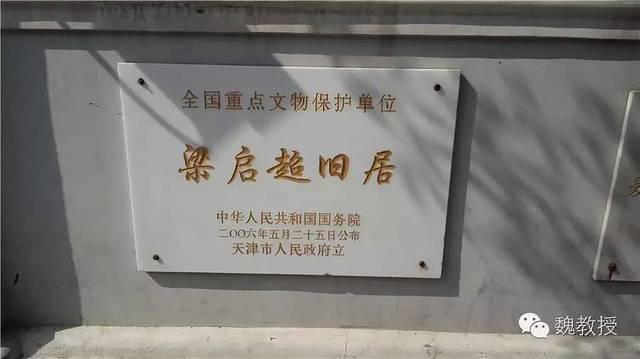 全国重点文物保护单位
梁启超旧居
中华人民共和国国务院
二〇〇六年五月二十五日公布
天津市人民政府立
魏教授